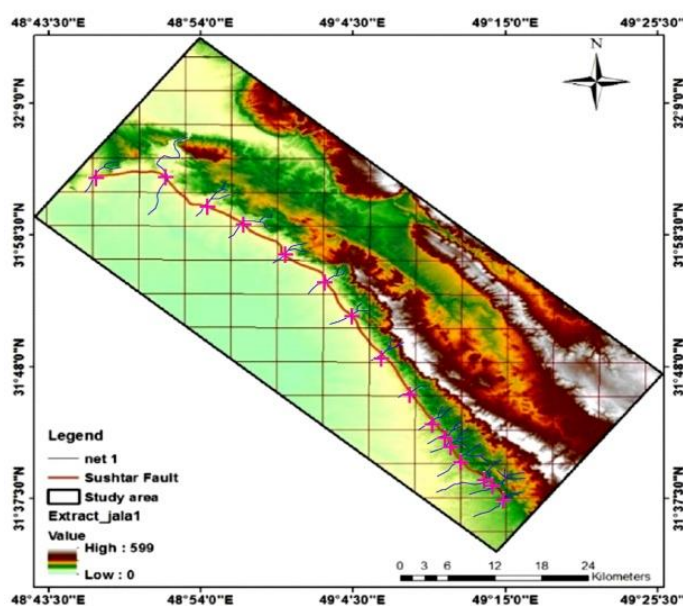 48°43'30"E 48°54'0"E 49°4'30"E 49°15'0"E 49°25'30"E
N
32°9'0"N 32°9'0"N
31°58'30"N 31°58'30"N
31°48'0"N 31°48'0"N
31°37'30"N 31°37'30"N
Legend
net 1
Sushtar Fault
Study area
Extract_jala1
Value
High : 599
Low : 0
0 3 6 12 18 24
Kilometers
48°43'30"E 48°54'0"E 49°4'30"E 49°15'0"E 49°25'30"E